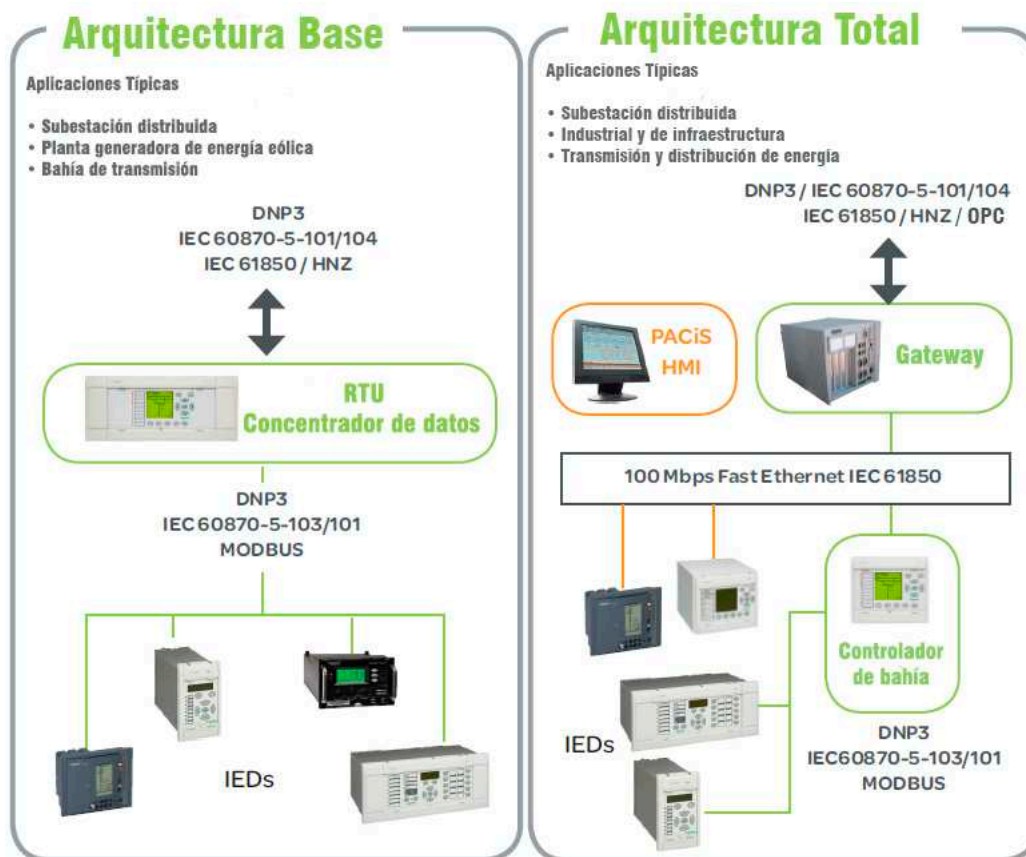 Arquitectura Base
Aplicaciones Típicas
• Subestación distribuida
• Planta generadora de energía eólica
• Bahía de transmisión
DNP3
IEC 60870-5-101/104
IEC 61850 / HNZ
RTU
Concentrador de datos
DNP3
IEC 60870-5-103/101
MODBUS
IEDs
Arquitectura Total
Aplicaciones Típicas
• Subestación distribuida
• Industrial y de infraestructura
• Transmisión y distribución de energía
DNP3 / IEC 60870-5-101/104
IEC 61850 / HNZ / OPC
PACiS
HMI
Gateway
100 Mbps Fast Ethernet IEC 61850
Controlador
de bahía
IEDs
DNP3
IEC60870-5-103/101
MODBUS